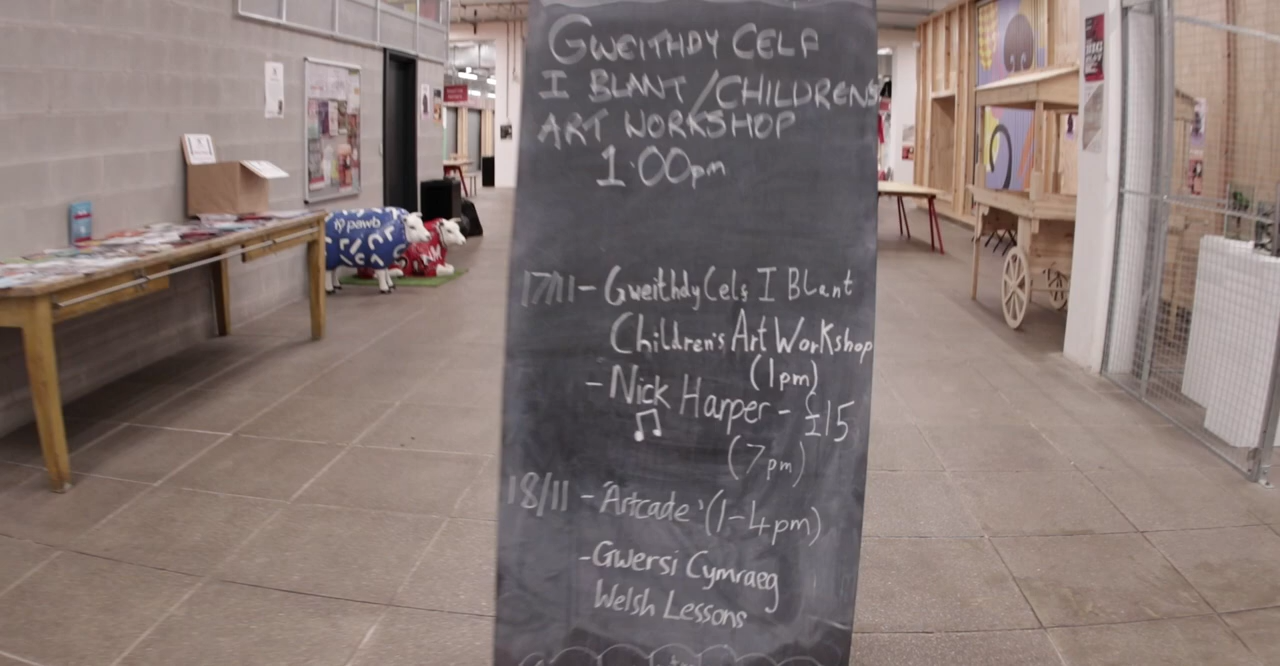 GWEITHDY CELF
I BLANT / CHILDRENS
ART WORKSHOP
1:00pm
17/11 - Gweithdy Celf I Blant
Children's Art Workshop
(1pm)
- Nick Harper - £15
(7pm)
18/11 - 'Artcade' (1-4pm)
- Gwersi Cymraeg
Welsh Lessons
pawb